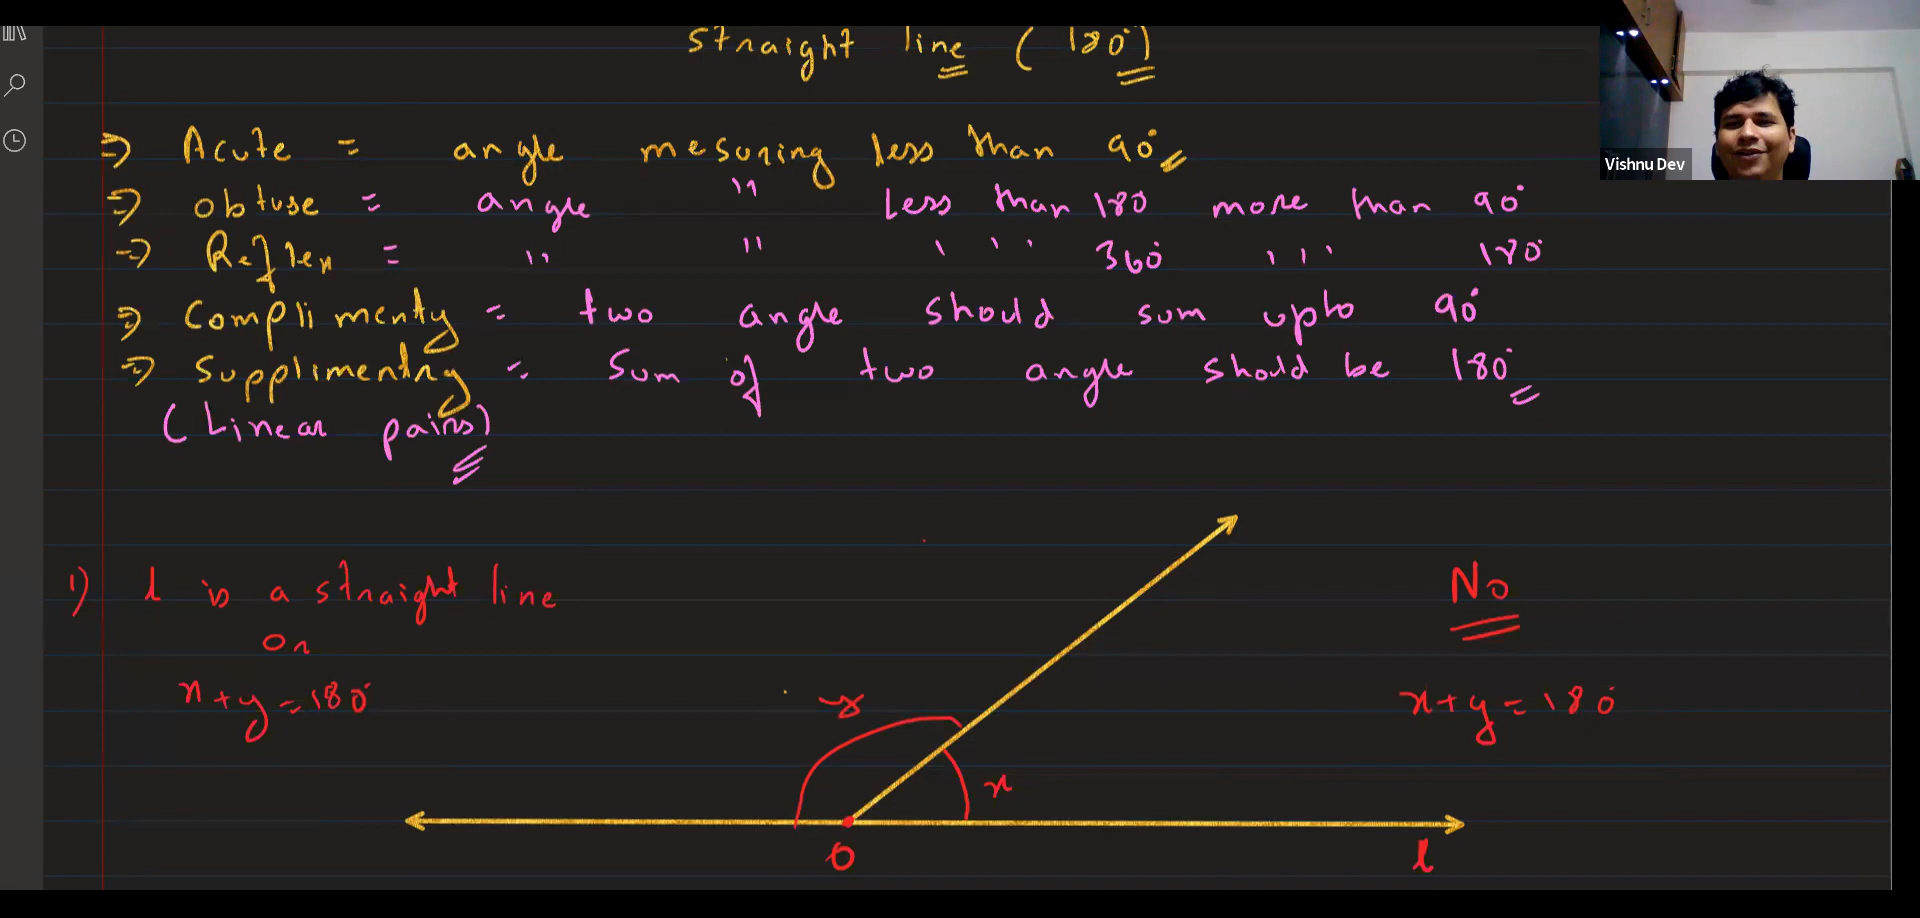 straight line (180°)
⇒ Acute = angle mesuring less than 90°
Vishnu Dev
⇒ obtuse = angle " less than 180 more than 90°
⇒ Reflex = " " " " 360° " " 180°
⇒ Complimenty = two angle should sum upto 90°
⇒ Supplimentry = Sum of two angle should be 180°
(Linear pairs)
1) l is a straight line
Or
x+y=180°
No
x+y=180°
y
x
O
l